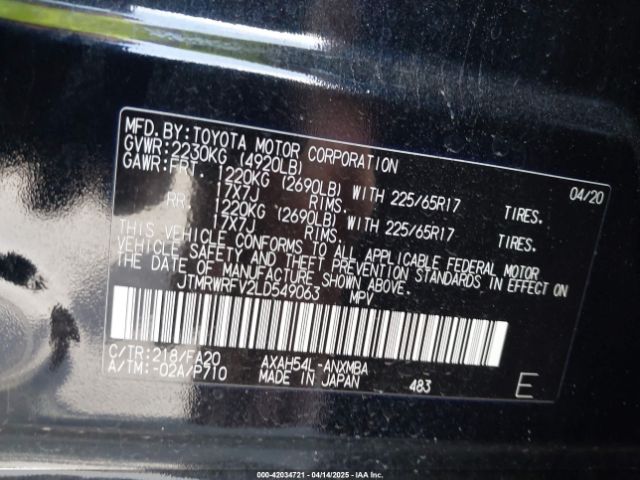 MFD.BY:TOYOTA MOTOR CORPORATION 04/20
GVWR:2230KG (4920LB)
GAWR:FRT. 1220KG (2690LB) WITH 225/65R17 TIRES.
17X7J RIMS.
RR. 1220KG (2690LB) WITH 225/65R17 TIRES.
17X7J RIMS.
THIS VEHICLE CONFORMS TO ALL APPLICABLE FEDERAL MOTOR
VEHICLE SAFETY AND THEFT PREVENTION STANDARDS IN EFFECT ON
THE DATE OF MANUFACTURE SHOWN ABOVE.
JTMRWRFV2LD549063 MPV
C/TR:218/FA20 AXAH54L-ANXMBA
A/TM:-02A/P710 MADE IN JAPAN 483 E
000-42034721 - 04/14/2025 - IAA Inc.